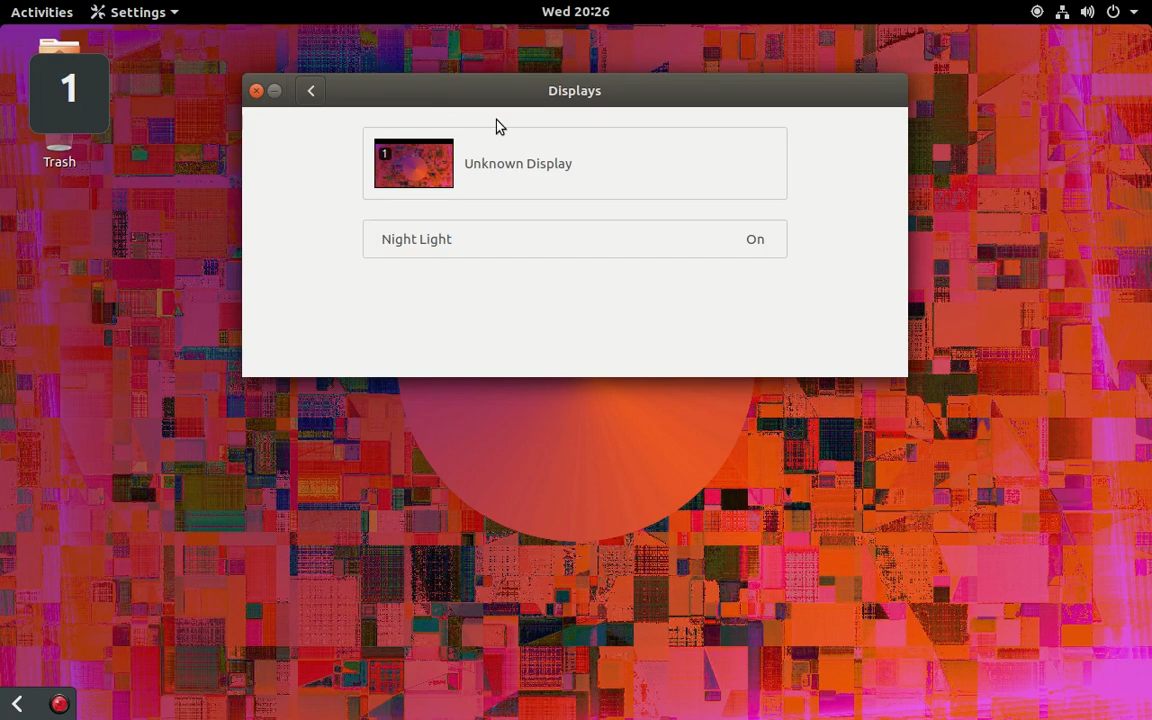 Activities Settings Wed 20:26
1
Trash
Displays
1 Unknown Display
Night Light On